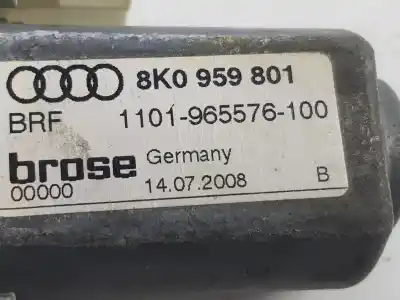 8K0 959 801
BRF 1101-965576-100
brose Germany
00000 14.07.2008 B